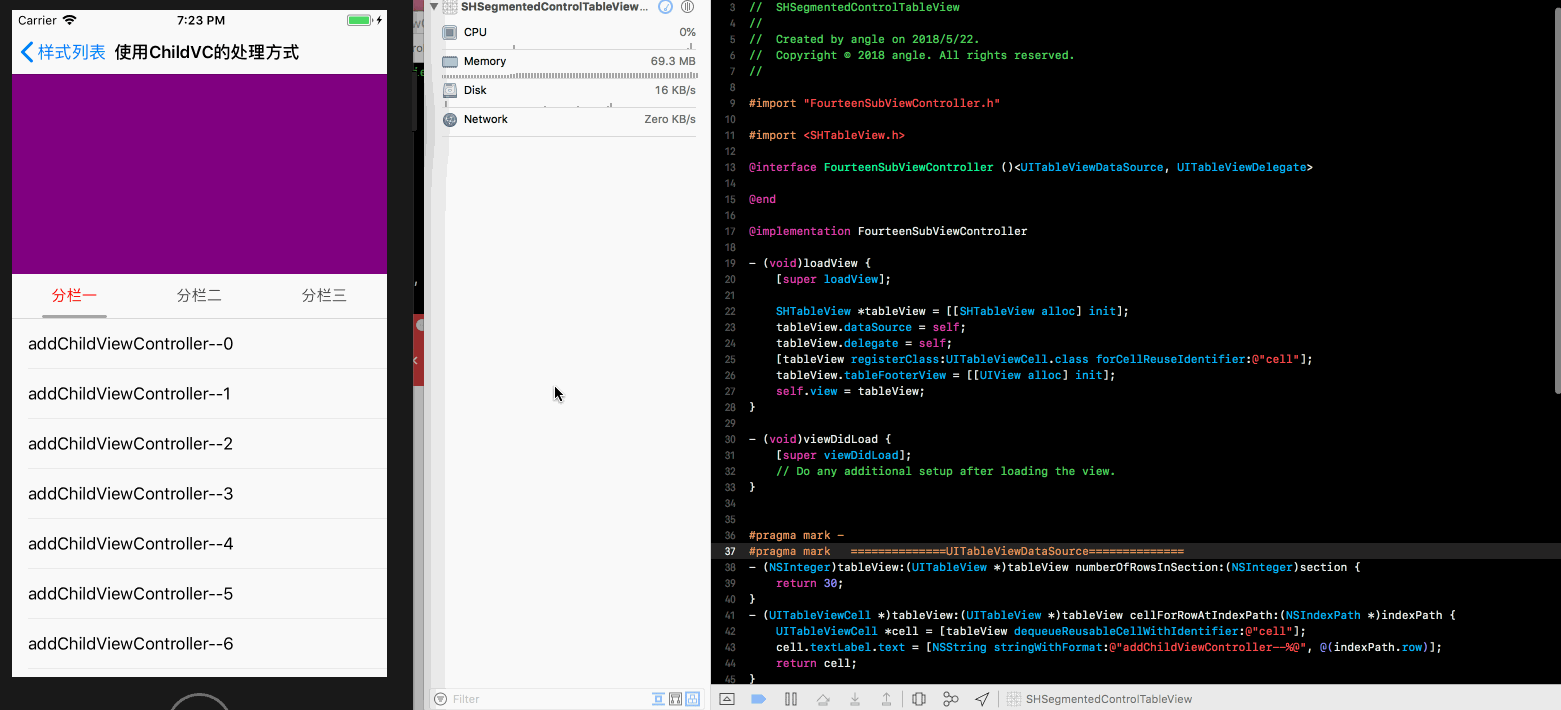 Carrier
7:23 PM
样式列表 使用ChildVC的处理方式
分栏一 分栏二 分栏三
addChildViewController--0
addChildViewController--1
addChildViewController--2
addChildViewController--3
addChildViewController--4
addChildViewController--5
addChildViewController--6
SHSegmentedControlTableView...
CPU 0%
Memory 69.3 MB
Disk 16 KB/s
Network Zero KB/s
Filter
3 //  SHSegmentedControlTableView
4 //
5 //  Created by angle on 2018/5/22.
6 //  Copyright © 2018 angle. All rights reserved.
7 //
8
9 #import "FourteenSubViewController.h"
10
11 #import <SHTableView.h>
12
13 @interface FourteenSubViewController ()<UITableViewDataSource, UITableViewDelegate>
14
15 @end
16
17 @implementation FourteenSubViewController
18
19 - (void)loadView {
20     [super loadView];
21
22     SHTableView *tableView = [[SHTableView alloc] init];
23     tableView.dataSource = self;
24     tableView.delegate = self;
25     [tableView registerClass:UITableViewCell.class forCellReuseIdentifier:@"cell"];
26     tableView.tableFooterView = [[UIView alloc] init];
27     self.view = tableView;
28 }
29
30 - (void)viewDidLoad {
31     [super viewDidLoad];
32     // Do any additional setup after loading the view.
33 }
34
35
36 #pragma mark -
37 #pragma mark   ==============UITableViewDataSource==============
38 - (NSInteger)tableView:(UITableView *)tableView numberOfRowsInSection:(NSInteger)section {
39     return 30;
40 }
41 - (UITableViewCell *)tableView:(UITableView *)tableView cellForRowAtIndexPath:(NSIndexPath *)indexPath {
42     UITableViewCell *cell = [tableView dequeueReusableCellWithIdentifier:@"cell"];
43     cell.textLabel.text = [NSString stringWithFormat:@"addChildViewController--%@", @(indexPath.row)];
44     return cell;
45 }
SHSegmentedControlTableView